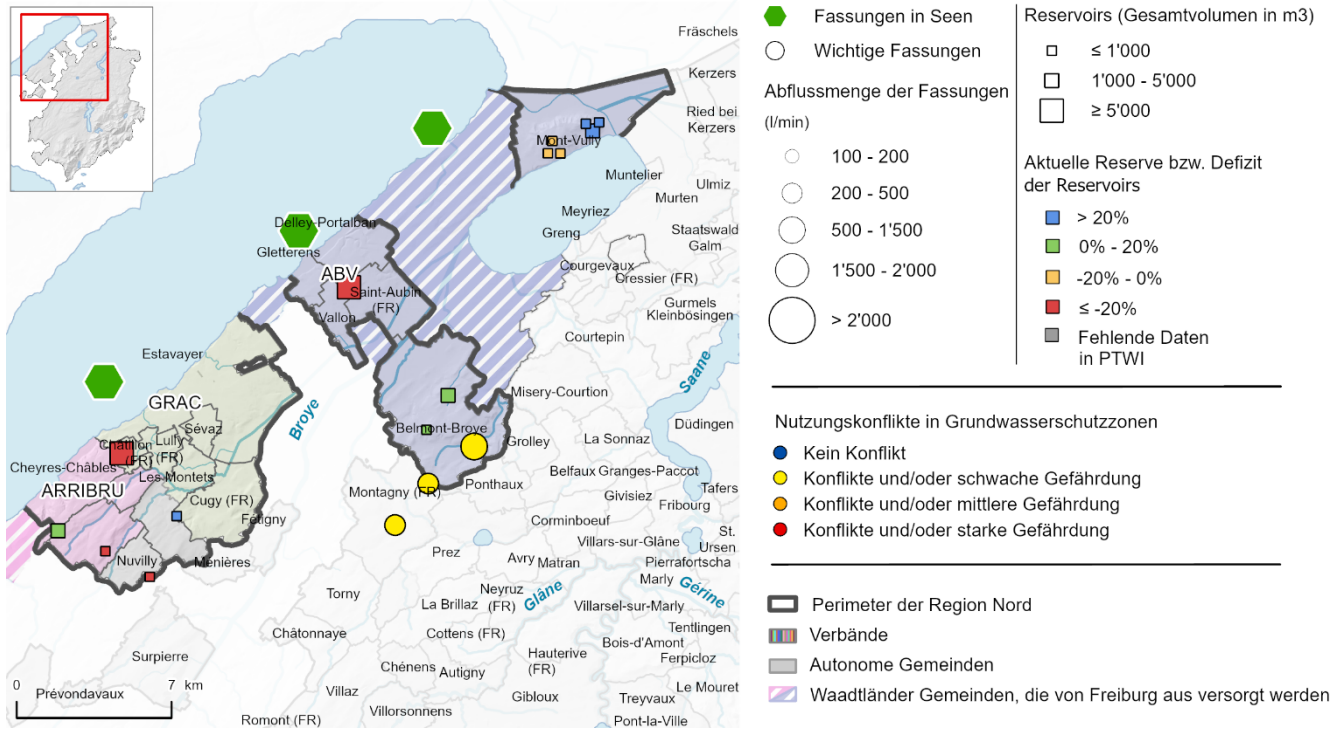 Fräschels
Kerzers
Ried bei
Kerzers
Mont-Vully
Muntelier
Ulmiz
Murten
Meyriez
Greng
Staatswald
Galm
Delley-Portalban
Gletterens
ABV
Saint-Aubin
(FR)
Vallon
Courgevaux
Cressier (FR)
Gurmels
Kleinbösingen
Courtepin
Saane
Estavayer
GRAC
Sévaz
Lully
(FR)
Châtillon
(FR)
Cheyres-Châbles
Les Montets
ARRIBRU
Cugy (FR)
Fétigny
Nuvilly
Ménières
Broye
Misery-Courtion
Düdingen
Belmont-Broye
Grolley
La Sonnaz
Belfaux
Granges-Paccot
Tafers
Ponthaux
Montagny (FR)
Givisiez
Fribourg
Corminboeuf
St.
Ursen
Villars-sur-Glâne
Prez
Avry
Matran
Pierrafortscha
Marly
Gérine
Torny
Neyruz
(FR)
La Brillaz
Glâne
Villarsel-sur-Marly
Tentlingen
Châtonnaye
Cottens (FR)
Bois-d'Amont
Ferpicloz
Hauterive
(FR)
Surpierre
Chénens
Autigny
Le Mouret
Prévondavaux
Villaz
Gibloux
Treyvaux
Villorsonnens
Romont (FR)
Pont-la-Ville
0
7 km
Fassungen in Seen
Wichtige Fassungen
Abflussmenge der Fassungen
(l/min)
100 - 200
200 - 500
500 - 1'500
1'500 - 2'000
> 2'000
Reservoirs (Gesamtvolumen in m3)
≤ 1'000
1'000 - 5'000
≥ 5'000
Aktuelle Reserve bzw. Defizit
der Reservoirs
> 20%
0% - 20%
-20% - 0%
≤ -20%
Fehlende Daten
in PTWI
Nutzungskonflikte in Grundwasserschutzzonen
Kein Konflikt
Konflikte und/oder schwache Gefährdung
Konflikte und/oder mittlere Gefährdung
Konflikte und/oder starke Gefährdung
Perimeter der Region Nord
Verbände
Autonome Gemeinden
Waadtländer Gemeinden, die von Freiburg aus versorgt werden